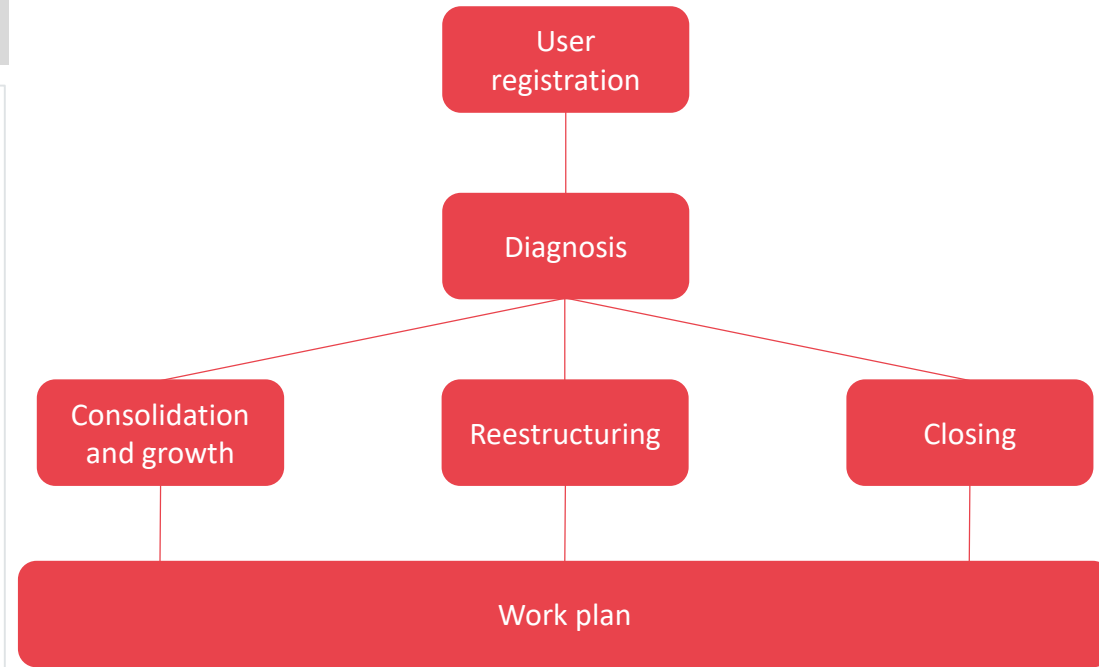 User
registration
Diagnosis
Consolidation
and growth
Reestructuring
Closing
Work plan